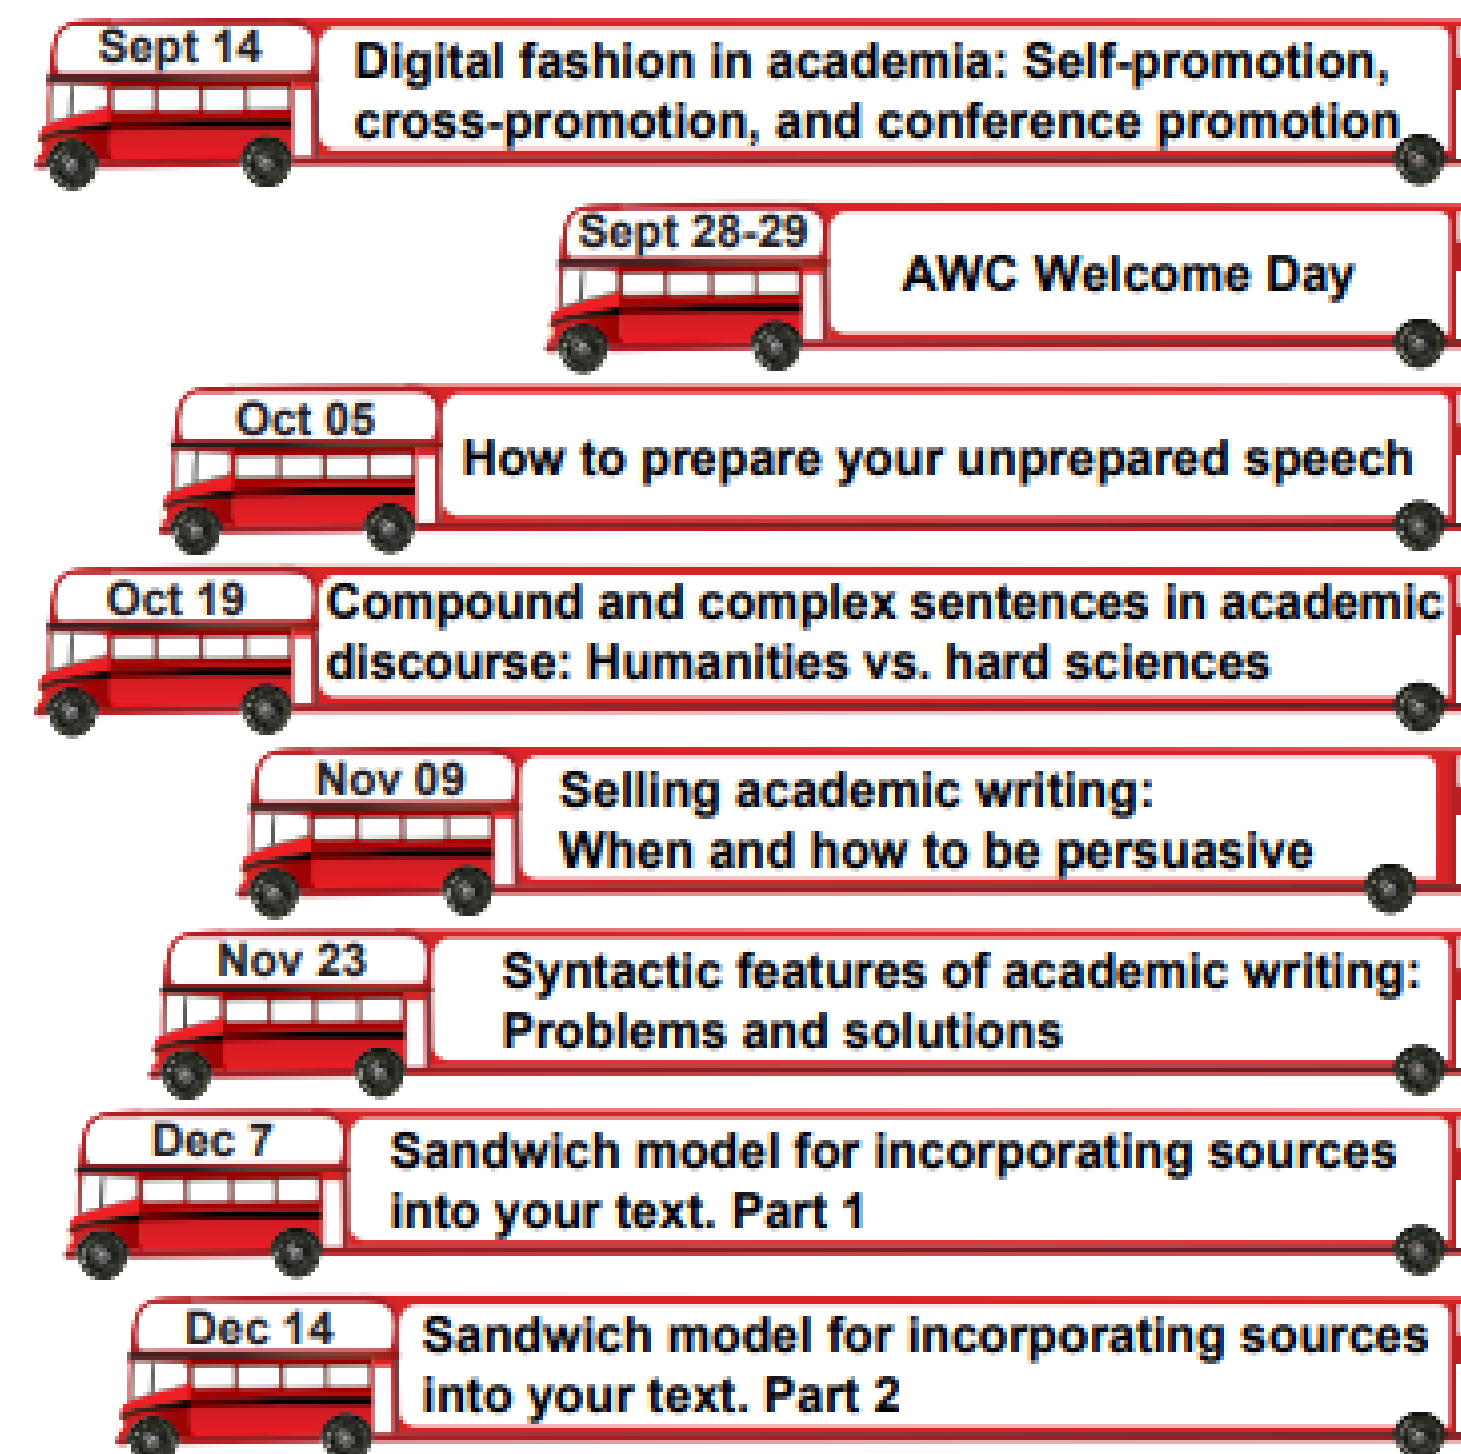 Sept 14
Digital fashion in academia: Self-promotion,
cross-promotion, and conference promotion
Sept 28-29
AWC Welcome Day
Oct 05
How to prepare your unprepared speech
Oct 19
Compound and complex sentences in academic
discourse: Humanities vs. hard sciences
Nov 09
Selling academic writing:
When and how to be persuasive
Nov 23
Syntactic features of academic writing:
Problems and solutions
Dec 7
Sandwich model for incorporating sources
into your text. Part 1
Dec 14
Sandwich model for incorporating sources
into your text. Part 2